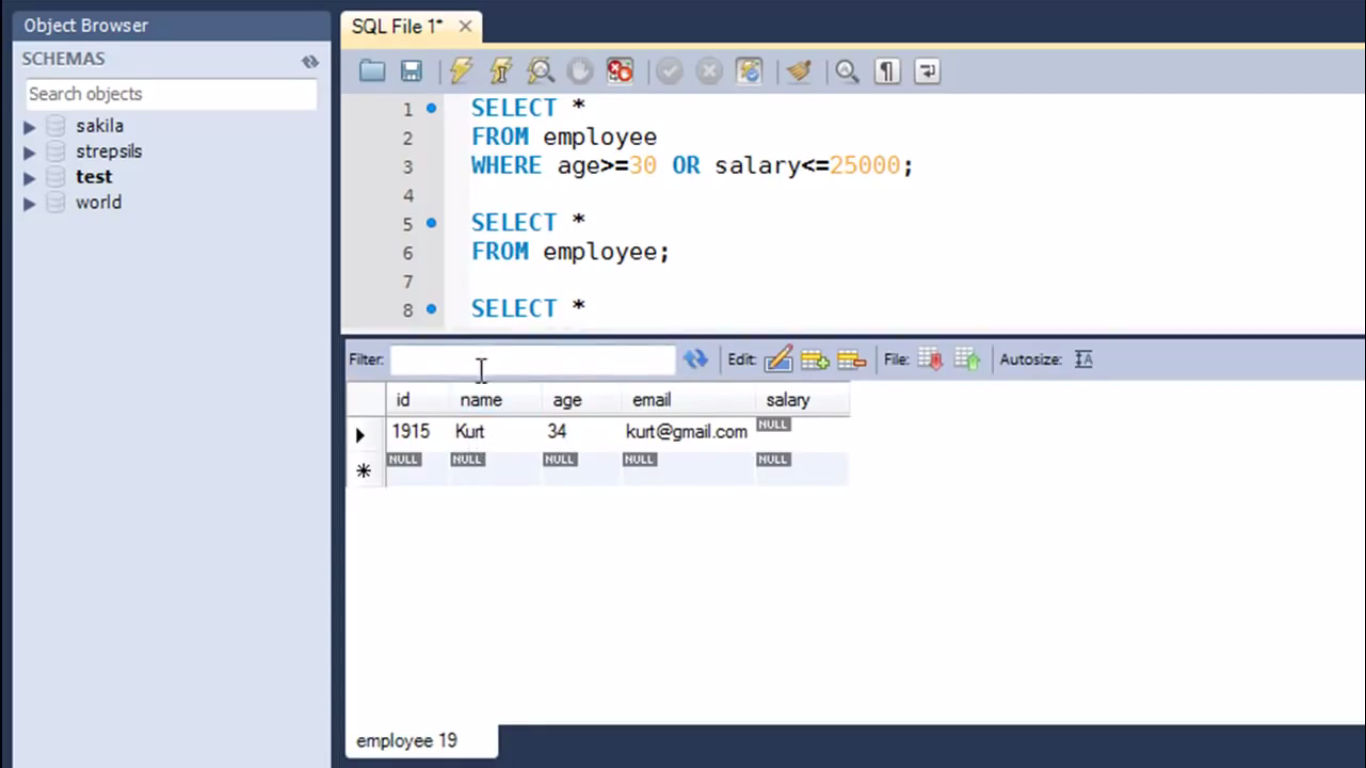 Object Browser
SCHEMAS
Search objects
sakila
strepsils
test
world
SQL File 1*
1 SELECT *
2 FROM employee
3 WHERE age>=30 OR salary<=25000;
4
5 SELECT *
6 FROM employee;
7
8 SELECT *
Filter: Edit: File: Autosize:
id name age email salary
1915 Kurt 34 kurt@gmail.com NULL
NULL NULL NULL NULL NULL
employee 19